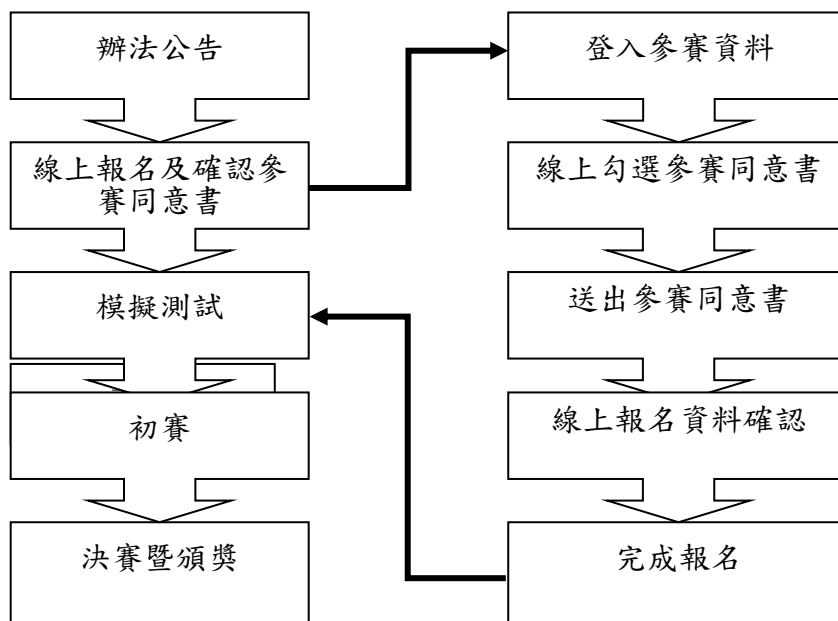 辦法公告
線上報名及確認參
賽同意書
模擬測試
初賽
決賽暨頒獎
登入參賽資料
線上勾選參賽同意書
送出參賽同意書
線上報名資料確認
完成報名